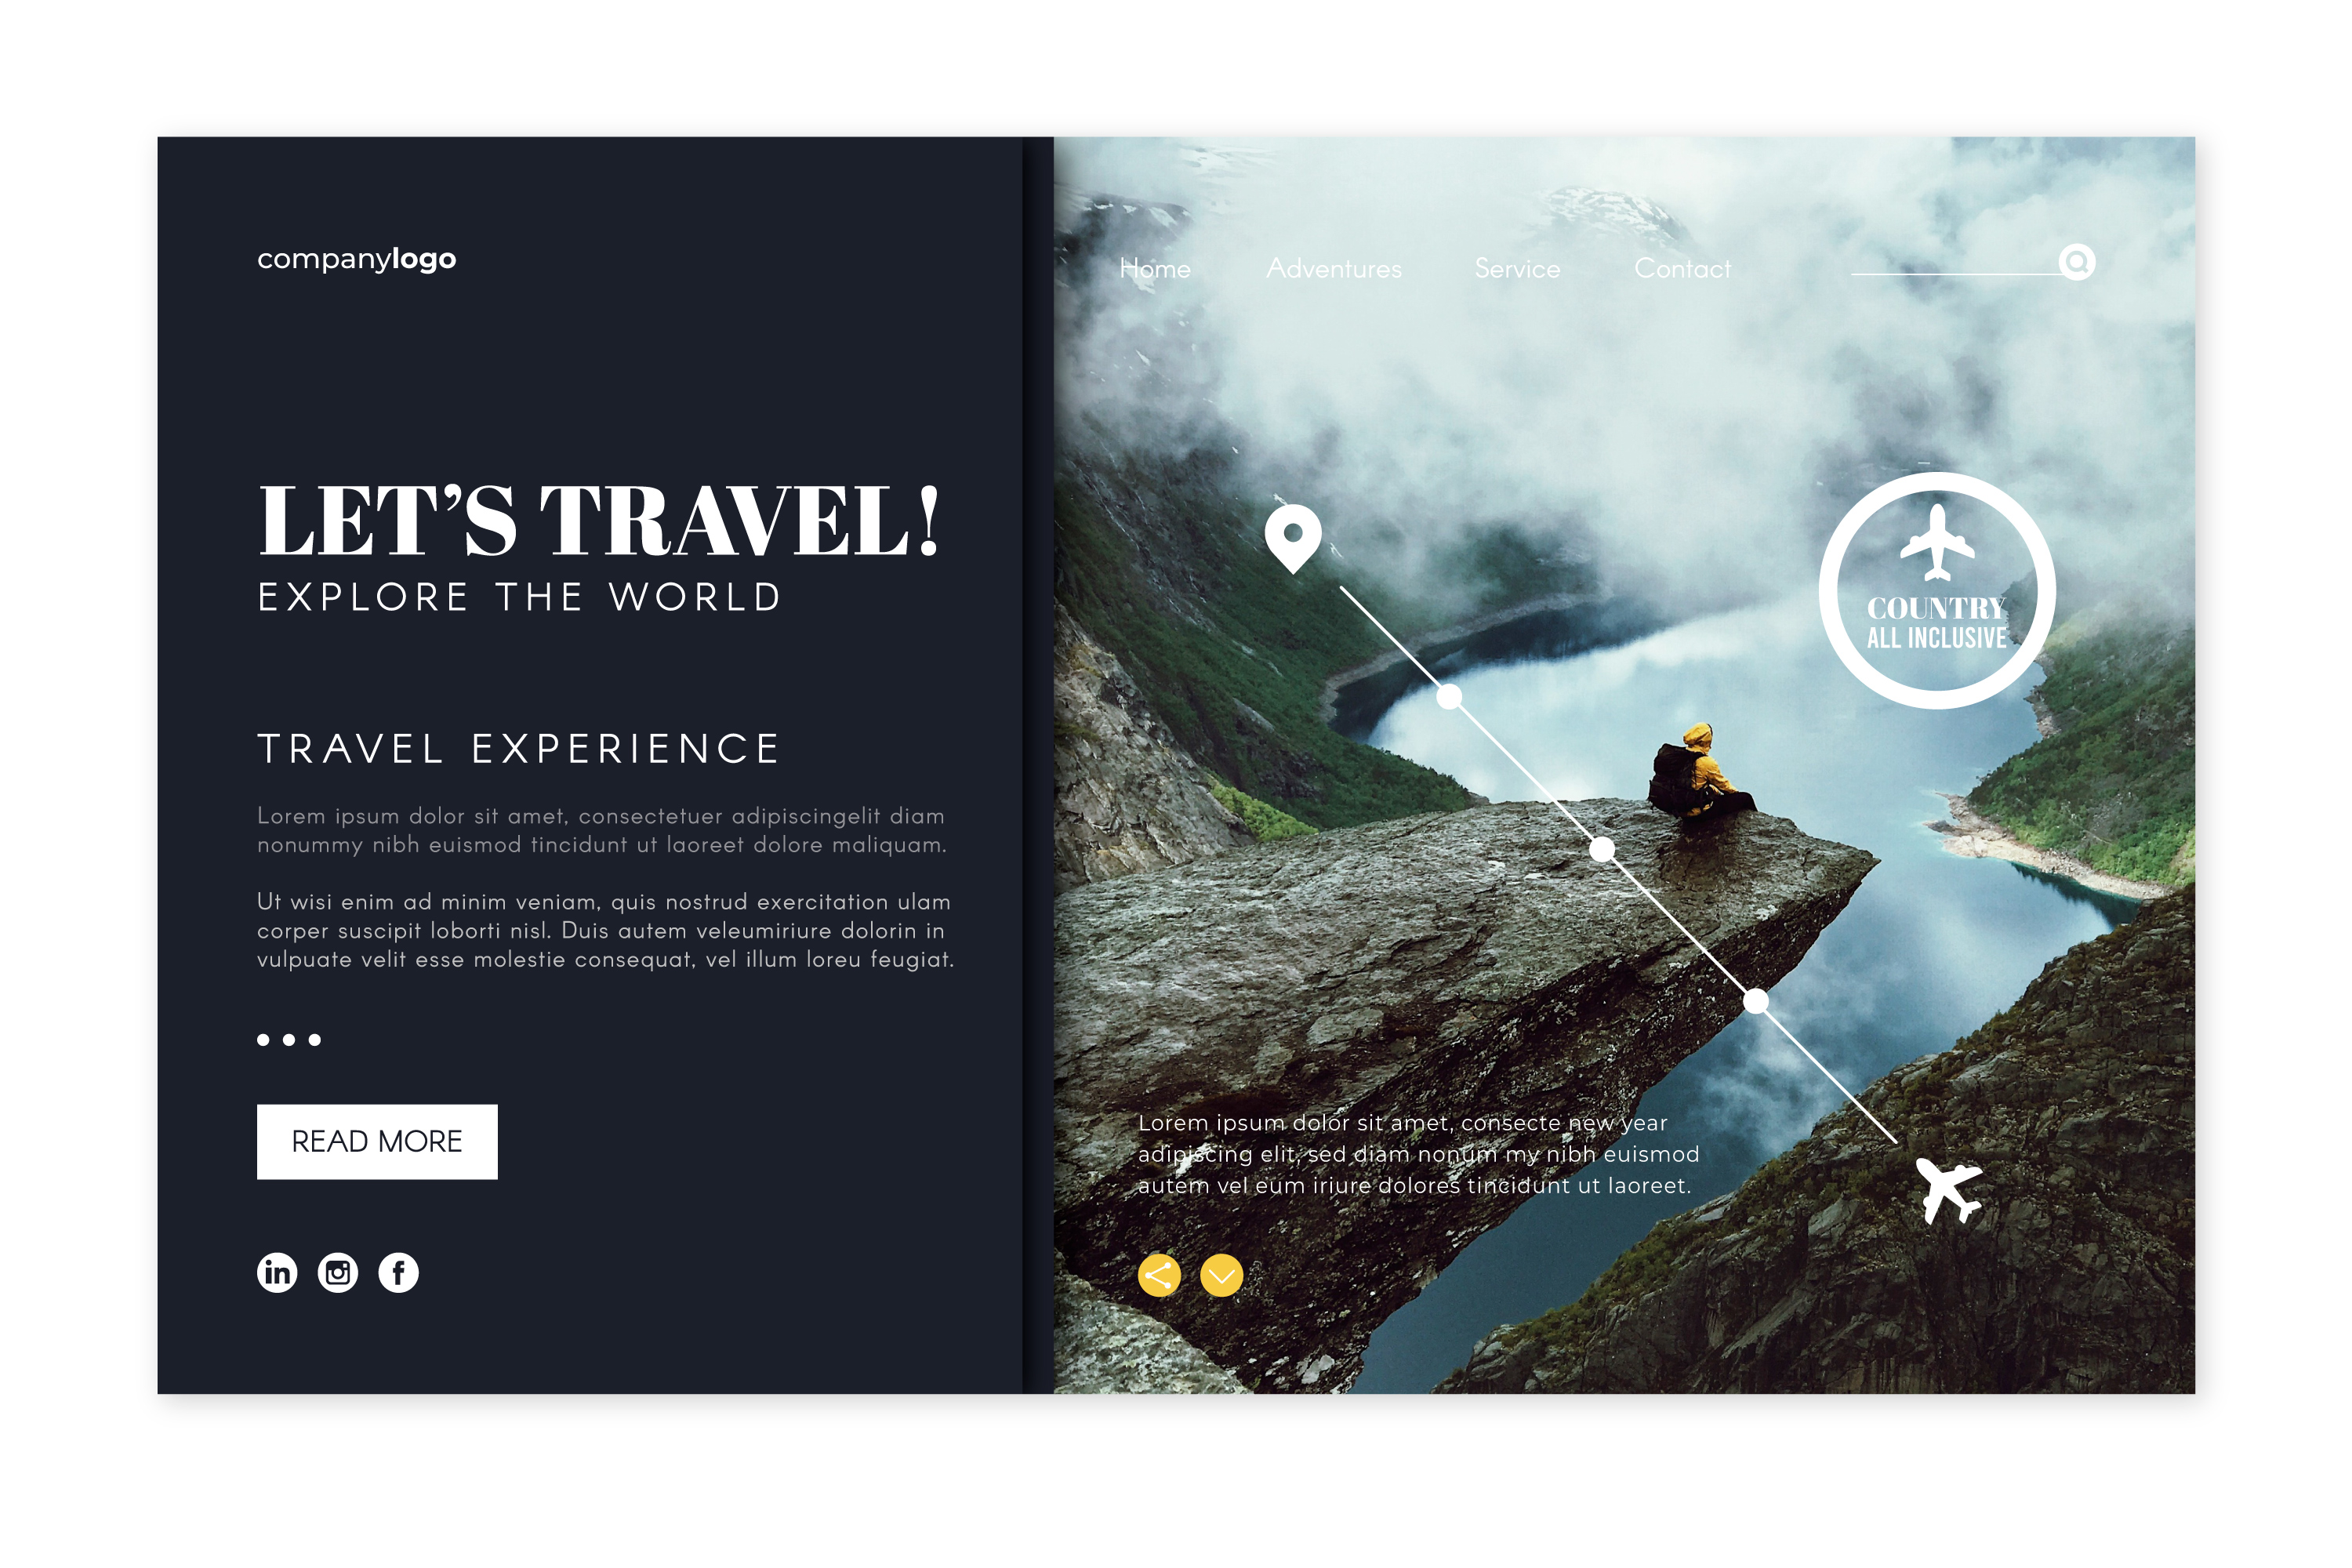 companylogo
Home Adventures Service Contact
LET’S TRAVEL!
EXPLORE THE WORLD
COUNTRY
ALL INCLUSIVE
TRAVEL EXPERIENCE
Lorem ipsum dolor sit amet, consectetuer adipiscingelit diam
nonummy nibh euismod tincidunt ut laoreet dolore maliquam.
Ut wisi enim ad minim veniam, quis nostrud exercitation ulam
corper suscipit loborti nisl. Duis autem veleumiriure dolorin in
vulpuate velit esse molestie consequat, vel illum loreu feugiat.
READ MORE
Lorem ipsum dolor sit amet, consecte new year
adipiscing elit, sed diam nonum my nibh euismod
autem vel eum iriure dolores tincidunt ut laoreet.
in
f